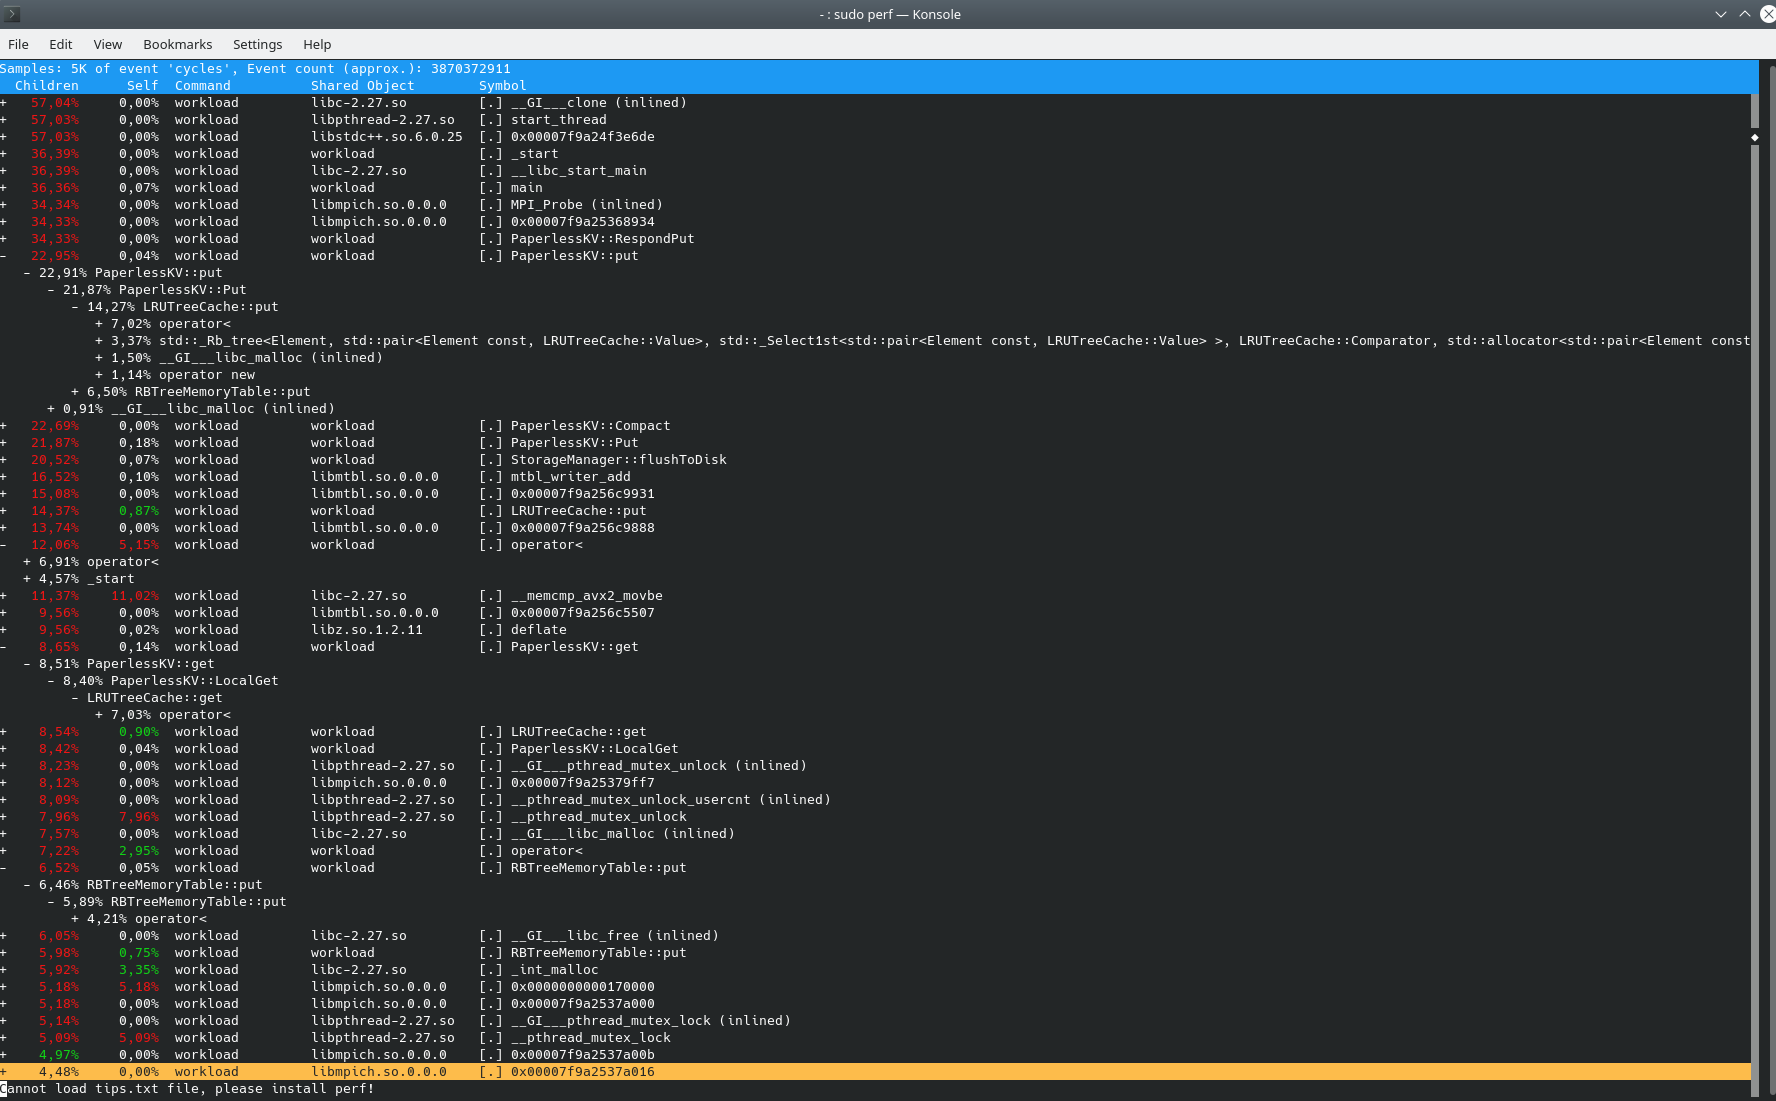 - : sudo perf — Konsole
File Edit View Bookmarks Settings Help
Samples: 5K of event 'cycles', Event count (approx.): 3870372911
Children Self Command Shared Object Symbol
+ 57,04% 0,00% workload libc-2.27.so [.] __GI___clone (inlined)
+ 57,03% 0,00% workload libpthread-2.27.so [.] start_thread
+ 57,03% 0,00% workload libstdc++.so.6.0.25 [.] 0x00007f9a24f3e6de
+ 36,39% 0,00% workload workload [.] _start
+ 36,39% 0,00% workload libc-2.27.so [.] __libc_start_main
+ 36,36% 0,07% workload workload [.] main
+ 34,34% 0,00% workload libmpich.so.0.0.0 [.] MPI_Probe (inlined)
+ 34,33% 0,00% workload libmpich.so.0.0.0 [.] 0x00007f9a25368934
+ 34,33% 0,00% workload workload [.] PaperlessKV::RespondPut
- 22,95% 0,04% workload workload [.] PaperlessKV::put
- 22,91% PaperlessKV::put
- 21,87% PaperlessKV::Put
- 14,27% LRUTreeCache::put
+ 7,02% operator<
+ 3,37% std::_Rb_tree<Element, std::pair<Element const, LRUTreeCache::Value>, std::_Select1st<std::pair<Element const, LRUTreeCache::Value> >, LRUTreeCache::Comparator, std::allocator<std::pair<Element const
+ 1,50% __GI___libc_malloc (inlined)
+ 1,14% operator new
+ 6,50% RBTreeMemoryTable::put
+ 0,91% __GI___libc_malloc (inlined)
+ 22,69% 0,00% workload workload [.] PaperlessKV::Compact
+ 21,87% 0,18% workload workload [.] PaperlessKV::Put
+ 20,52% 0,07% workload workload [.] StorageManager::flushToDisk
+ 16,52% 0,10% workload libmtbl.so.0.0.0 [.] mtbl_writer_add
+ 15,08% 0,00% workload libmtbl.so.0.0.0 [.] 0x00007f9a256c9931
+ 14,37% 0,87% workload workload [.] LRUTreeCache::put
+ 13,74% 0,00% workload libmtbl.so.0.0.0 [.] 0x00007f9a256c9888
- 12,06% 5,15% workload workload [.] operator<
+ 6,91% operator<
+ 4,57% _start
+ 11,37% 11,02% workload libc-2.27.so [.] __memcmp_avx2_movbe
+ 9,56% 0,00% workload libmtbl.so.0.0.0 [.] 0x00007f9a256c5507
+ 9,56% 0,02% workload libz.so.1.2.11 [.] deflate
- 8,65% 0,14% workload workload [.] PaperlessKV::get
- 8,51% PaperlessKV::get
- 8,40% PaperlessKV::LocalGet
- LRUTreeCache::get
+ 7,03% operator<
+ 8,54% 0,90% workload workload [.] LRUTreeCache::get
+ 8,42% 0,04% workload workload [.] PaperlessKV::LocalGet
+ 8,23% 0,00% workload libpthread-2.27.so [.] __GI___pthread_mutex_unlock (inlined)
+ 8,12% 0,00% workload libmpich.so.0.0.0 [.] 0x00007f9a25379ff7
+ 8,09% 0,00% workload libpthread-2.27.so [.] __pthread_mutex_unlock_usercnt (inlined)
+ 7,96% 7,96% workload libpthread-2.27.so [.] __pthread_mutex_unlock
+ 7,57% 0,00% workload libc-2.27.so [.] __GI___libc_malloc (inlined)
+ 7,22% 2,95% workload workload [.] operator<
- 6,52% 0,05% workload workload [.] RBTreeMemoryTable::put
- 6,46% RBTreeMemoryTable::put
- 5,89% RBTreeMemoryTable::put
+ 4,21% operator<
+ 6,05% 0,00% workload libc-2.27.so [.] __GI___libc_free (inlined)
+ 5,98% 0,75% workload workload [.] RBTreeMemoryTable::put
+ 5,92% 3,35% workload libc-2.27.so [.] _int_malloc
+ 5,18% 5,18% workload libmpich.so.0.0.0 [.] 0x0000000000170000
+ 5,18% 0,00% workload libmpich.so.0.0.0 [.] 0x00007f9a2537a000
+ 5,14% 0,00% workload libpthread-2.27.so [.] __GI___pthread_mutex_lock (inlined)
+ 5,09% 5,09% workload libpthread-2.27.so [.] __pthread_mutex_lock
+ 4,97% 0,00% workload libmpich.so.0.0.0 [.] 0x00007f9a2537a00b
+ 4,48% 0,00% workload libmpich.so.0.0.0 [.] 0x00007f9a2537a016
Cannot load tips.txt file, please install perf!